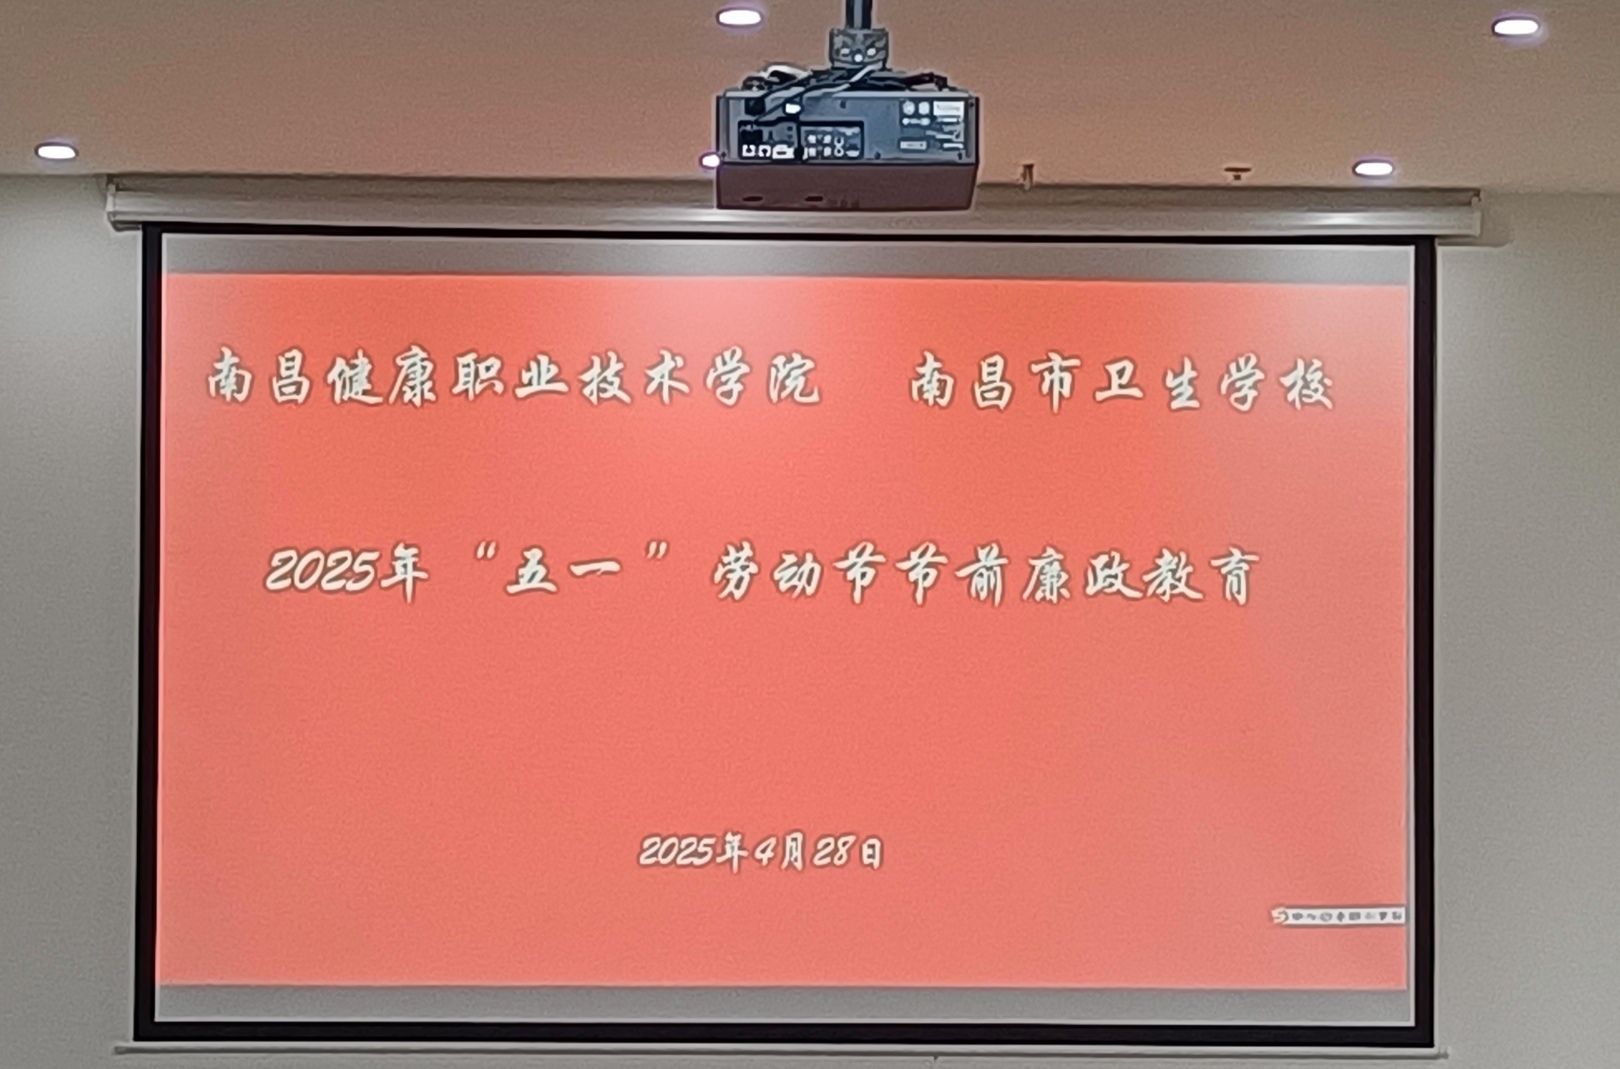 南昌健康职业技术学院 南昌市卫生学校
2025年“五一”劳动节节前廉政教育
2025年4月28日